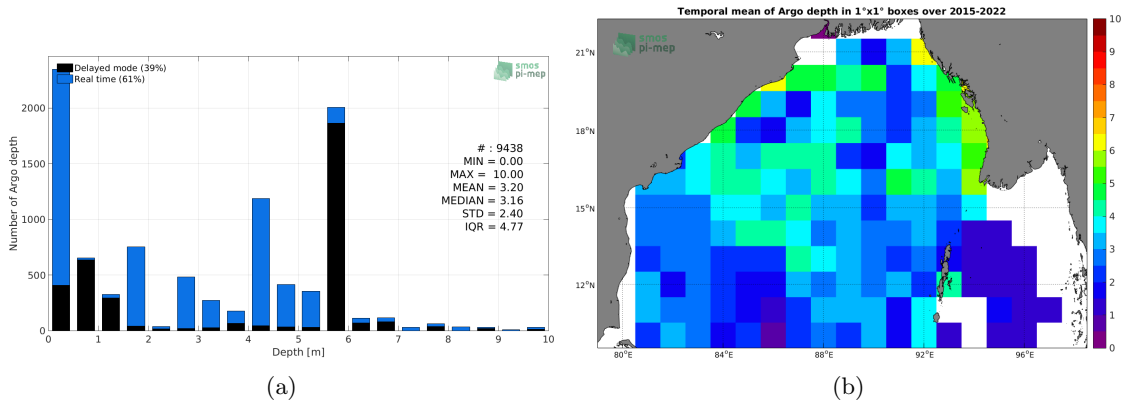 Delayed mode (39%)
Real time (61%)
smos
pi-mep
Number of Argo depth
2000
1500
1000
500
0
# : 9438
MIN = 0.00
MAX = 10.00
MEAN = 3.20
MEDIAN = 3.16
STD = 2.40
IQR = 4.77
0 1 2 3 4 5 6 7 8 9 10
Depth [m]
(a)
Temporal mean of Argo depth in 1°x1° boxes over 2015-2022
smos
pi-mep
21°N
18°N
15°N
12°N
80°E 84°E 88°E 92°E 96°E
10
9
8
7
6
5
4
3
2
1
0
(b)